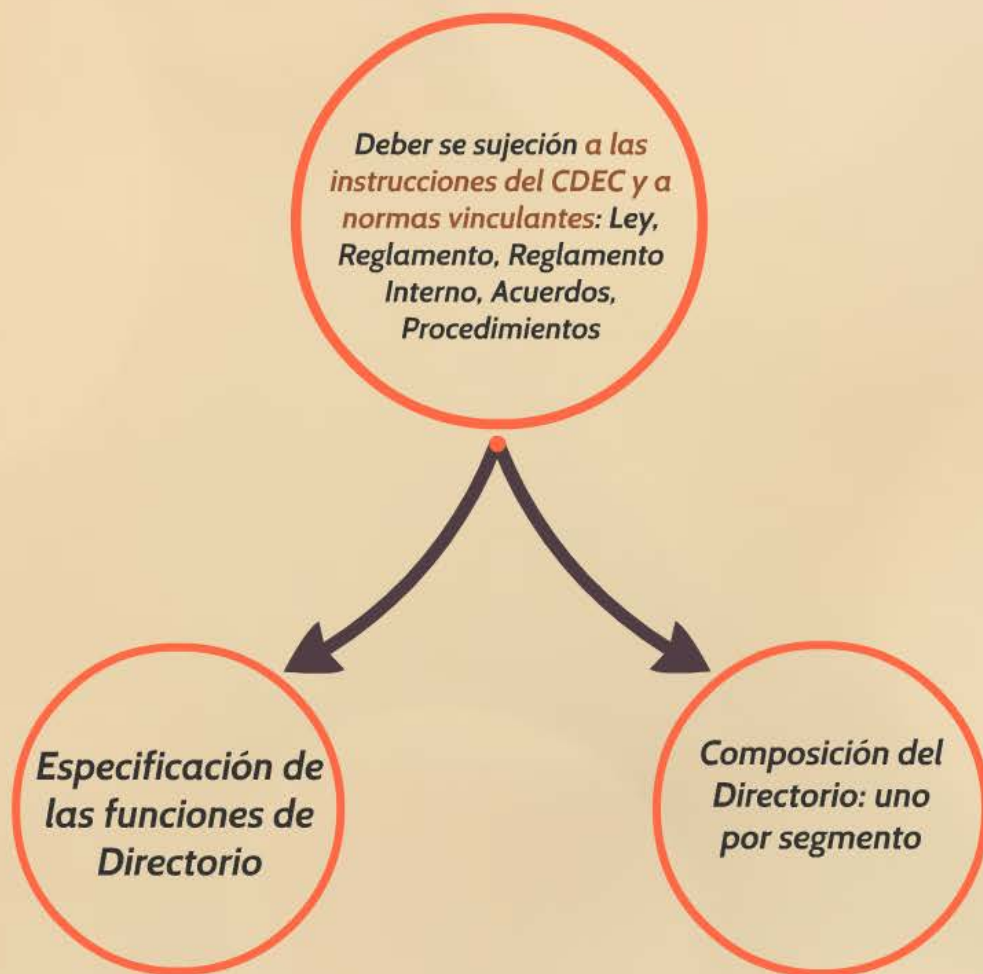 Deber se sujeción a las
instrucciones del CDEC y a
normas vinculantes: Ley,
Reglamento, Reglamento
Interno, Acuerdos,
Procedimientos
Especificación de
las funciones de
Directorio
Composición del
Directorio: uno
por segmento